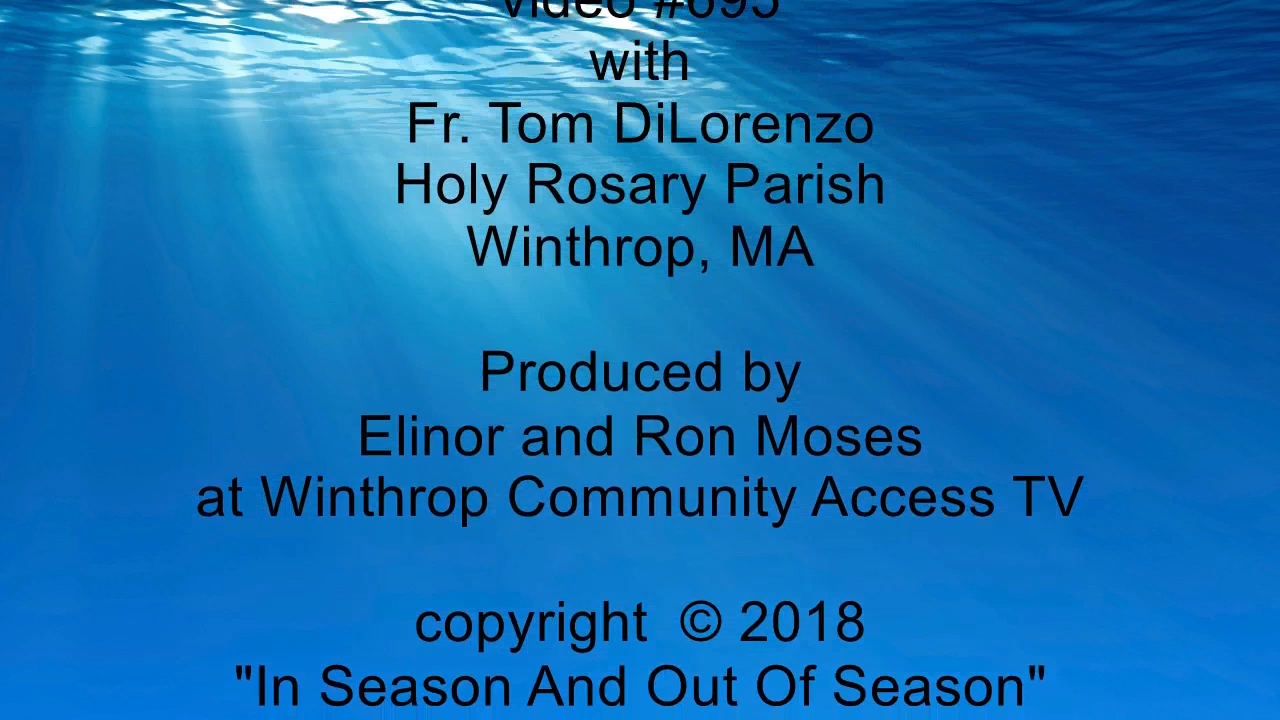 video
with
Fr. Tom DiLorenzo
Holy Rosary Parish
Winthrop, MA
Produced by
Elinor and Ron Moses
at Winthrop Community Access TV
copyright © 2018
"In Season And Out Of Season"